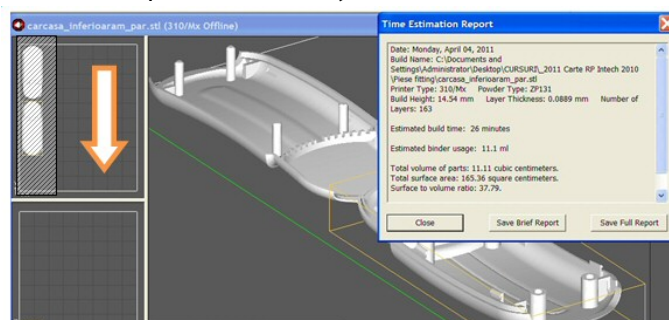 carcasa_inferioaram_par.stl (310/Mx Offline)
Time Estimation Report
Date: Monday, April 04, 2011
Build Name: C:\Documents and
Settings\Administrator\Desktop\CURSURI\_2011 Carte RP Intech 2010
\Piese fitting\carcasa_inferioaram_par.stl
Printer Type: 310/Mx Powder Type: ZP131
Build Height: 14.54 mm Layer Thickness: 0.0889 mm Number of
Layers: 163
Estimated build time: 26 minutes
Estimated binder usage: 11.1 ml
Total volume of parts: 11.11 cubic centimeters.
Total surface area: 165.36 square centimeters.
Surface to volume ratio: 37.79.
Close Save Brief Report Save Full Report